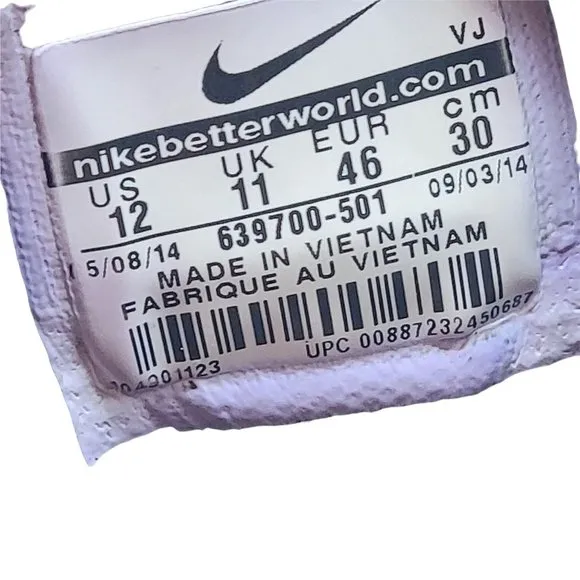 VJ
nikebetterworld.com
US UK EUR cm
12 11 46 30
5/08/14 639700-501 09/03/14
MADE IN VIETNAM
FABRIQUE AU VIETNAM
UPC 00887232450687